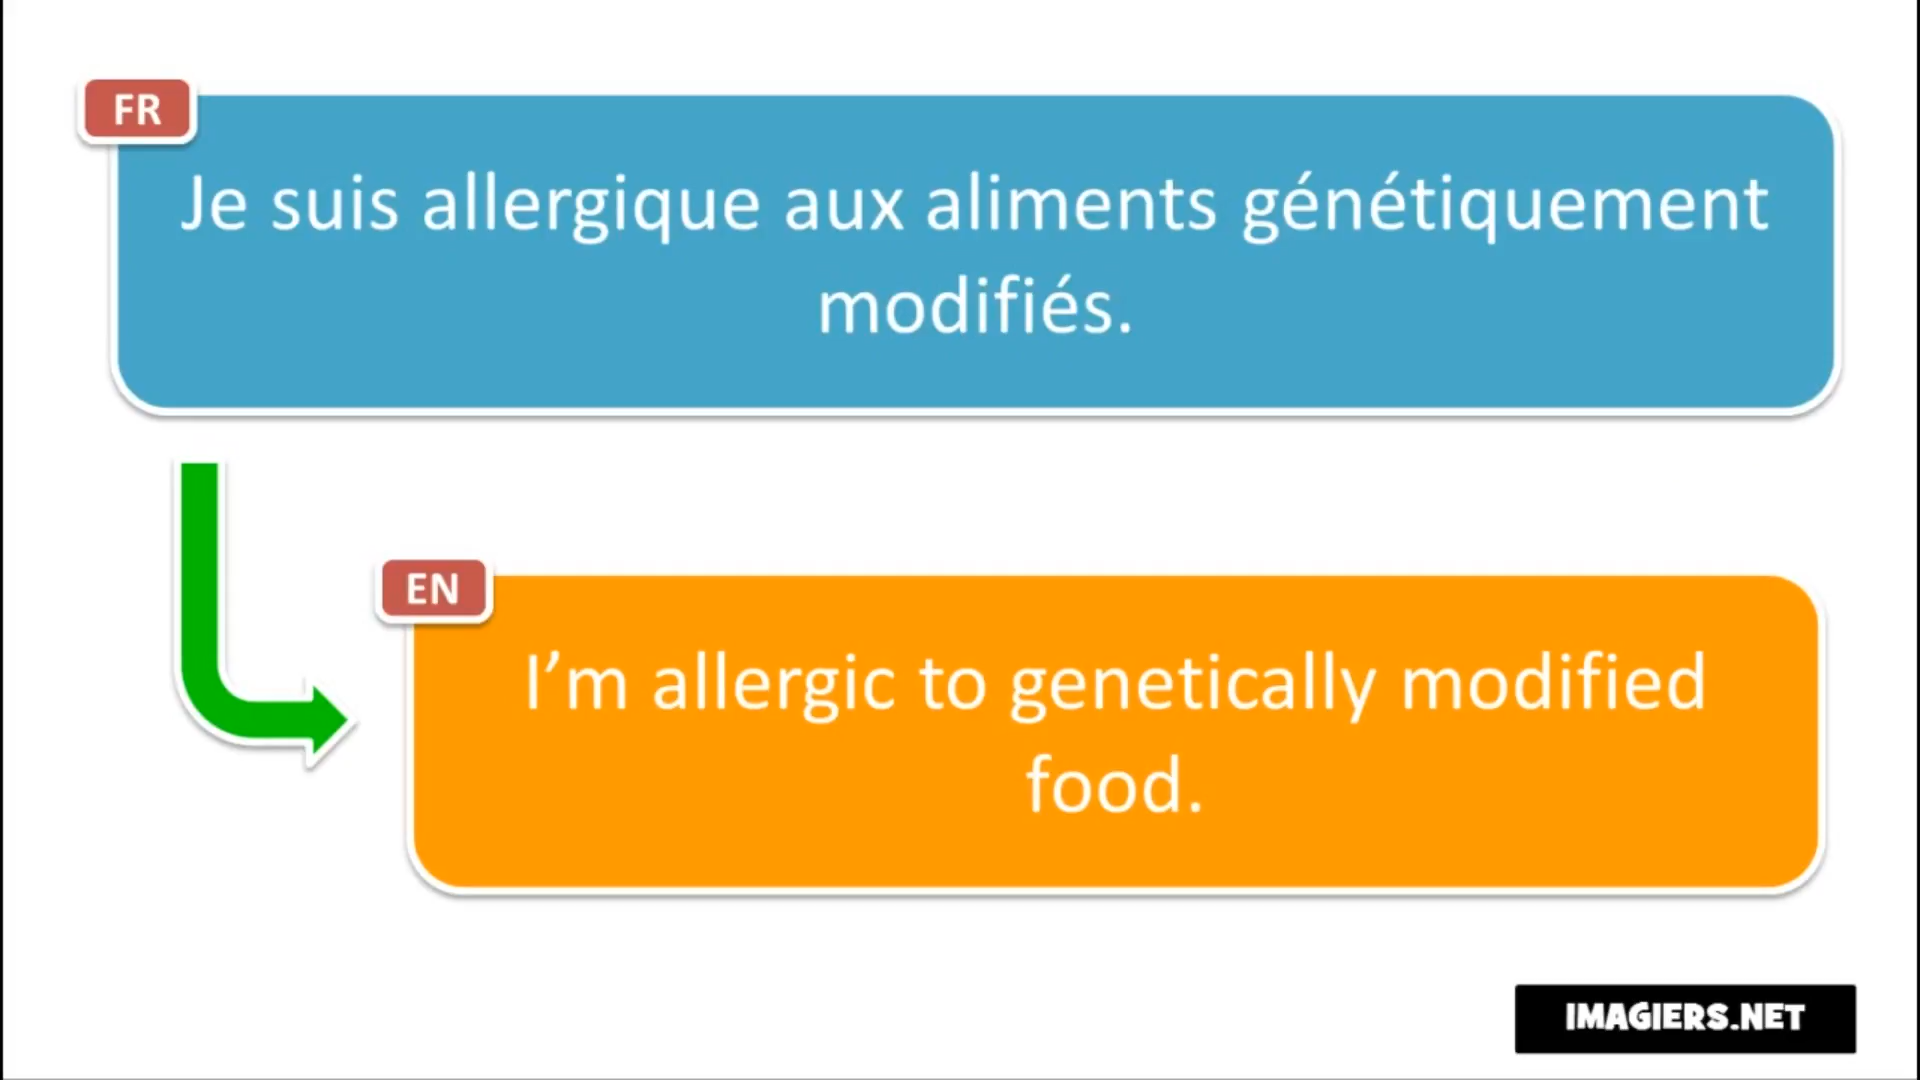 FR
Je suis allergique aux aliments génétiquement
modifiés.
EN
I’m allergic to genetically modified
food.
IMAGIERS.NET